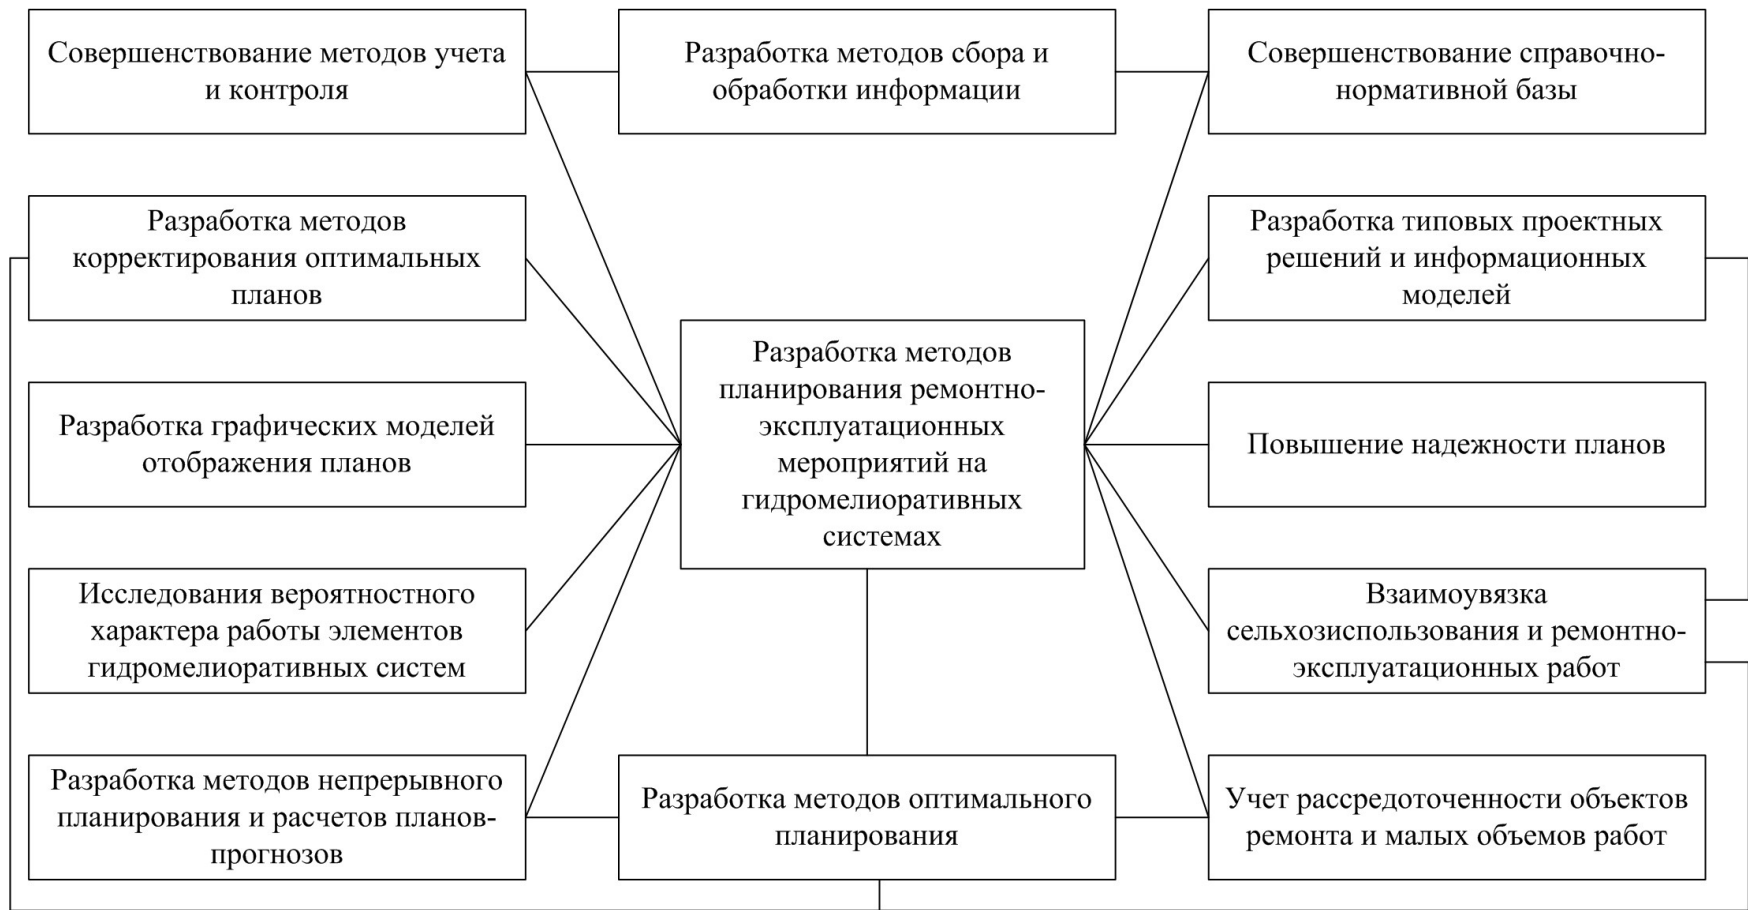 Совершенствование методов учета
и контроля
Разработка методов сбора и
обработки информации
Совершенствование справочно-
нормативной базы
Разработка методов
корректирования оптимальных
планов
Разработка типовых проектных
решений и информационных
моделей
Разработка методов
планирования ремонтно-
эксплуатационных
мероприятий на
гидромелиоративных
системах
Разработка графических моделей
отображения планов
Повышение надежности планов
Исследования вероятностного
характера работы элементов
гидромелиоративных систем
Взаимоувязка
сельхозиспользования и ремонтно-
эксплуатационных работ
Разработка методов непрерывного
планирования и расчетов планов-
прогнозов
Разработка методов оптимального
планирования
Учет рассредоточенности объектов
ремонта и малых объемов работ